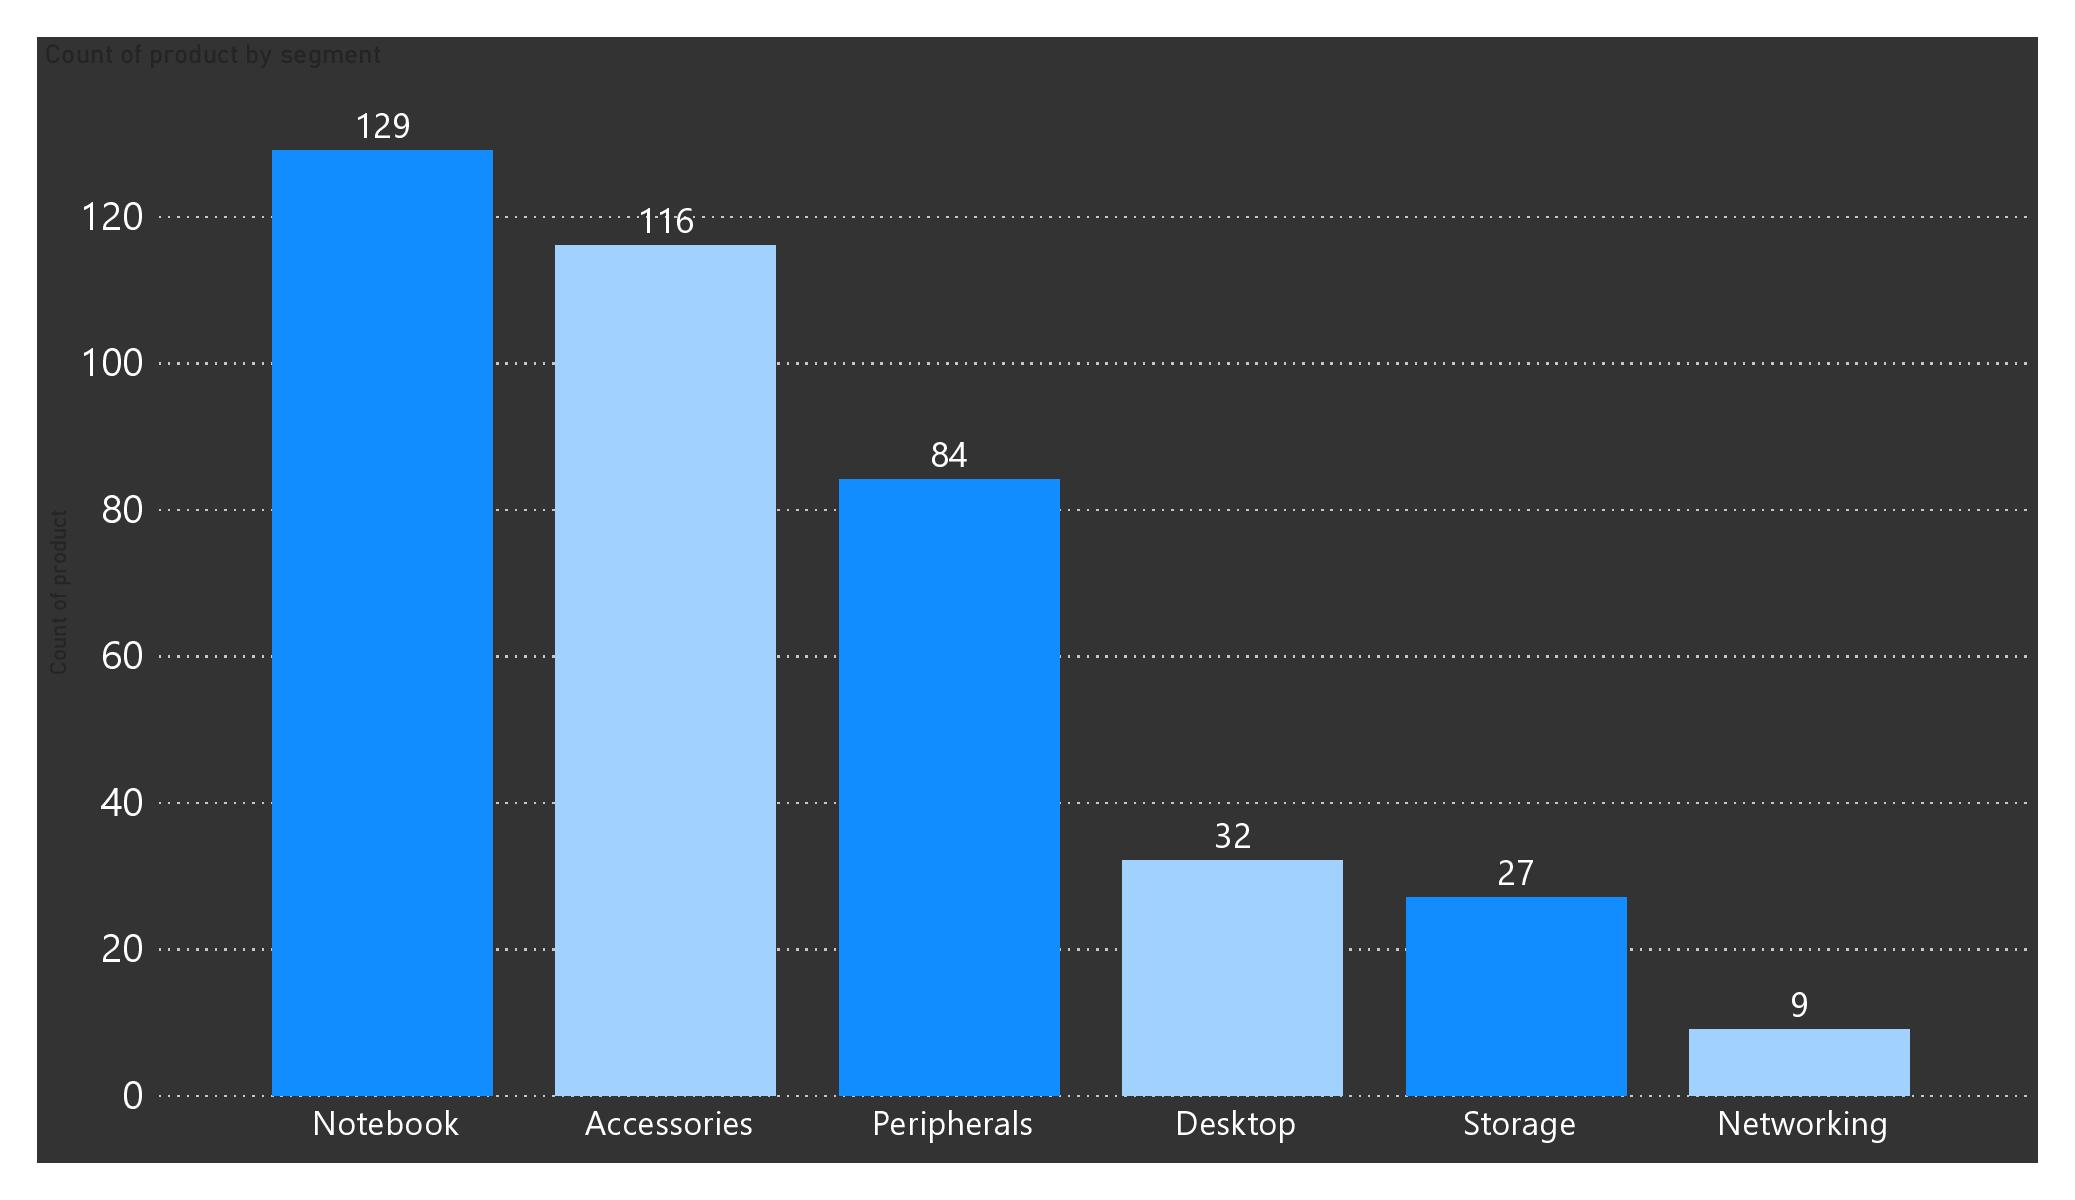 Count of product by segment
Count of product
129
116
84
32
27
9
120
100
80
60
40
20
0
Notebook
Accessories
Peripherals
Desktop
Storage
Networking